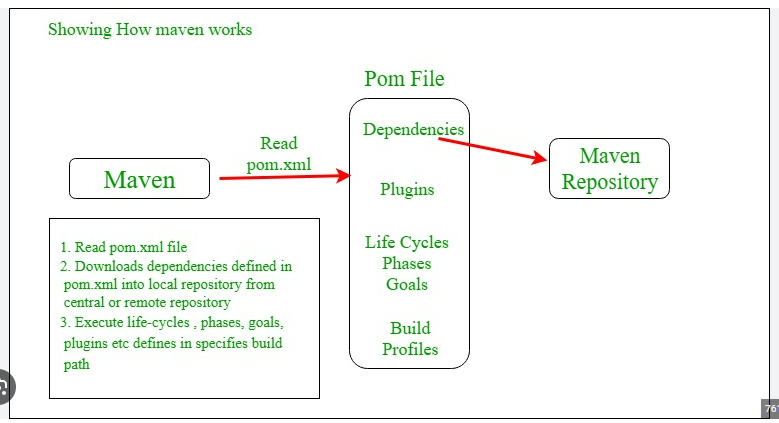 Showing How maven works
Pom File
Read
pom.xml
Maven
Dependencies
Plugins
Life Cycles
Phases
Goals
Build
Profiles
Maven
Repository
1. Read pom.xml file
2. Downloads dependencies defined in
pom.xml into local repository from
central or remote repository
3. Execute life-cycles , phases, goals,
plugins etc defines in specifies build
path